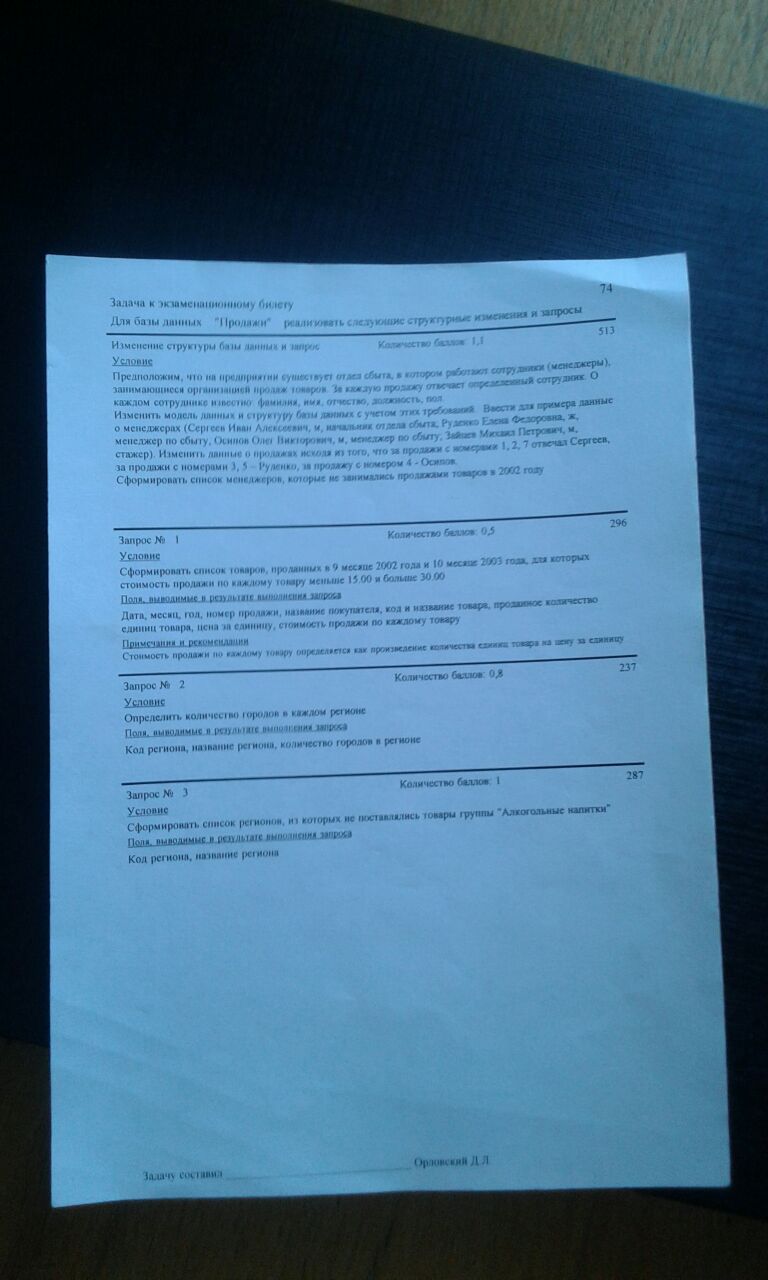 74
Задача к экзаменационному билету
Для базы данных "Продажи" реализовать следующие структурные изменения и запросы
513
Изменение структуры базы данных и запрос Количество баллов: 1,1
Условие
Предположим, что на предприятии существует отдел сбыта, в котором работают сотрудники (менеджеры),
занимающиеся организацией продаж товаров. За каждую продажу отвечает определенный сотрудник. О
каждом сотруднике известно: фамилия, имя, отчество, должность, пол.
Изменить модель данных и структуру базы данных с учетом этих требований. Ввести для примера данные
о менеджерах (Сергеев Иван Алексеевич, м, начальник отдела сбыта, Руденко Елена Федоровна, ж,
менеджер по сбыту, Осипов Олег Викторович, м, менеджер по сбыту, Зайцев Михаил Петрович, м,
стажер). Изменить данные о продажах исходя из того, что за продажи с номерами 1, 2, 7 отвечал Сергеев,
за продажи с номерами 3, 5 – Руденко, за продажу с номером 4 - Осипов.
Сформировать список менеджеров, которые не занимались продажами товаров в 2002 году
Запрос № 1 Количество баллов: 0,5 296
Условие
Сформировать список товаров, проданных в 9 месяце 2002 года и 10 месяце 2003 года, для которых
стоимость продажи по каждому товару меньше 15.00 и больше 30.00
Поля, выводимые в результате выполнения запроса
Дата, месяц, год, номер продажи, название покупателя, код и название товара, проданное количество
единиц товара, цена за единицу, стоимость продажи по каждому товару
Примечания и рекомендации
Стоимость продажи по каждому товару определяется как произведение количества единиц товара на цену за единицу
Запрос № 2 Количество баллов: 0,8 237
Условие
Определить количество городов в каждом регионе
Поля, выводимые в результате выполнения запроса
Код региона, название региона, количество городов в регионе
Запрос № 3 Количество баллов: 1 287
Условие
Сформировать список регионов, из которых не поставлялись товары группы "Алкогольные напитки"
Поля, выводимые в результате выполнения запроса
Код региона, название региона
Задачу составил Орловский Д.Л.